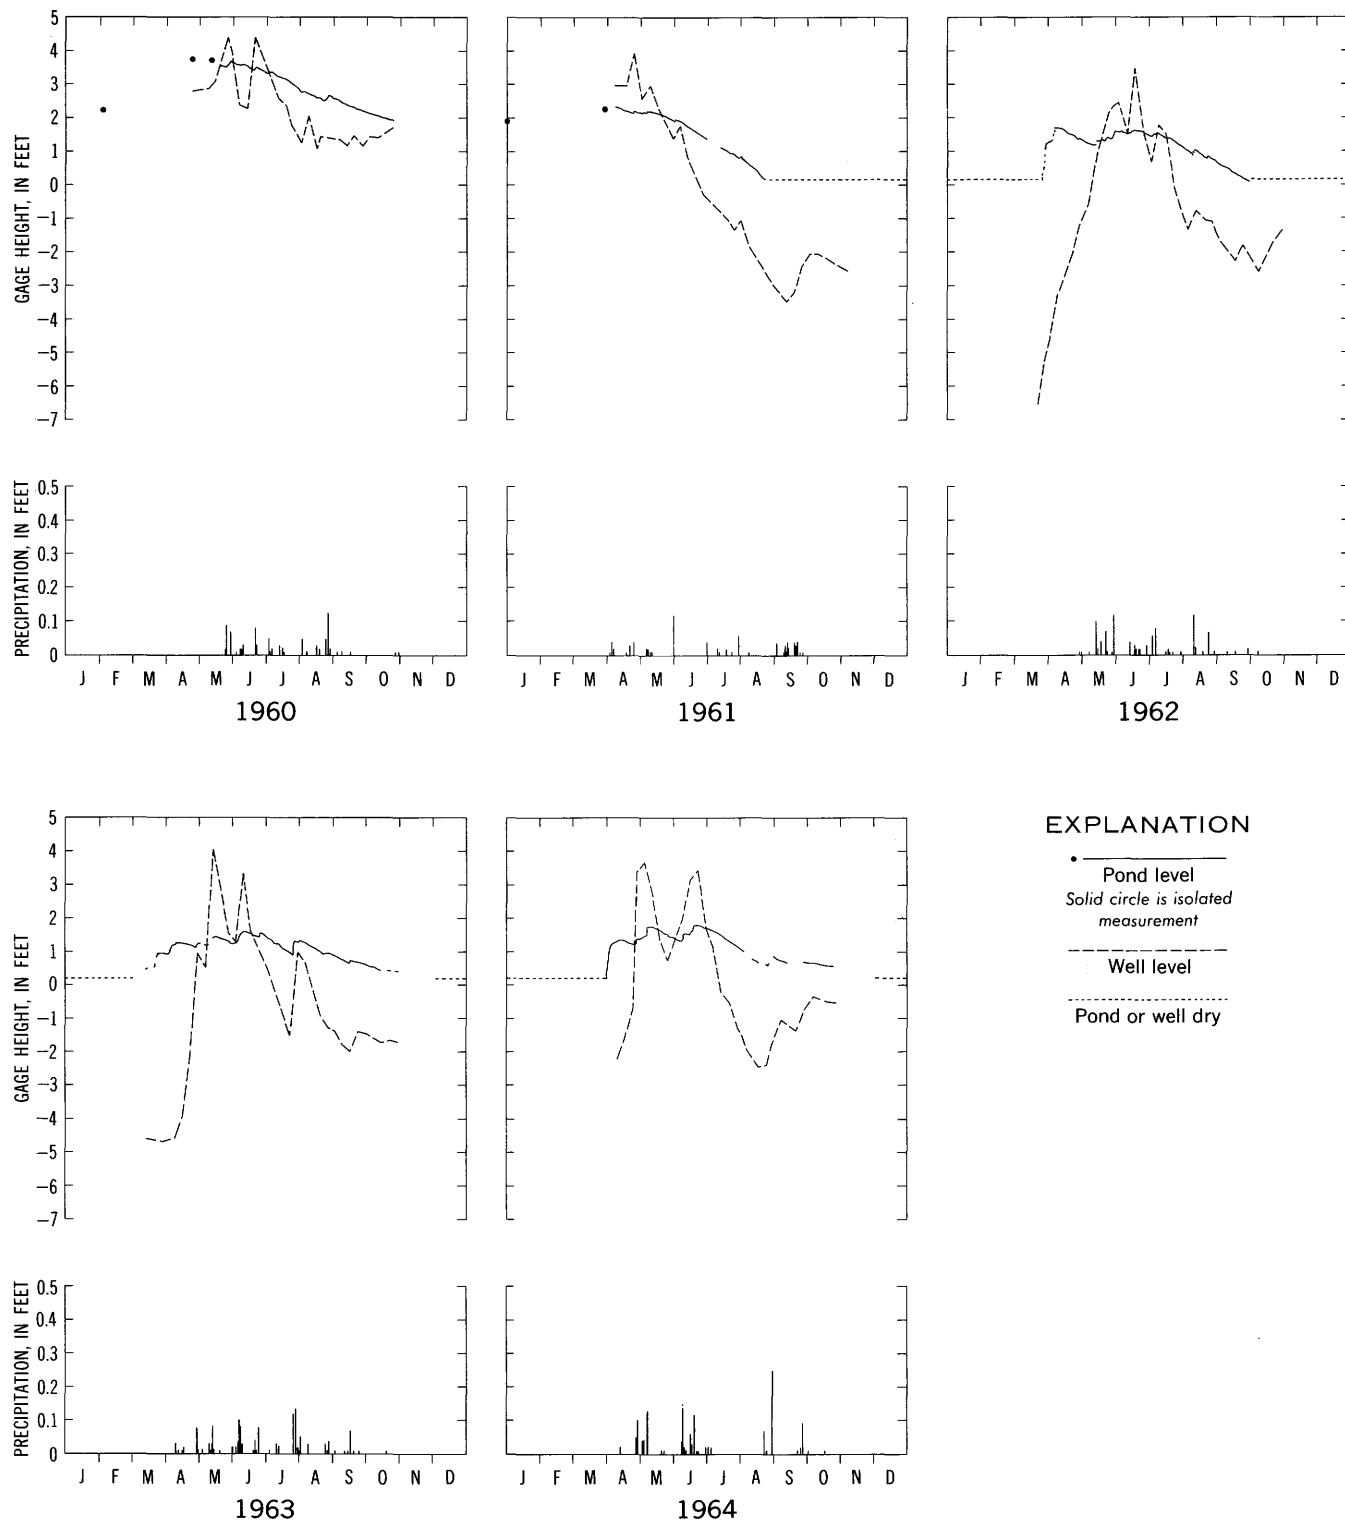 GAGE HEIGHT, IN FEET
5
4
3
2
1
0
−1
−2
−3
−4
−5
−6
−7
PRECIPITATION, IN FEET
0.5
0.4
0.3
0.2
0.1
0
J F M A M J J A S O N D
1960
J F M A M J J A S O N D
1961
J F M A M J J A S O N D
1962
GAGE HEIGHT, IN FEET
5
4
3
2
1
0
−1
−2
−3
−4
−5
−6
−7
PRECIPITATION, IN FEET
0.5
0.4
0.3
0.2
0.1
0
J F M A M J J A S O N D
1963
J F M A M J J A S O N D
1964
EXPLANATION
Pond level
Solid circle is isolated
measurement
Well level
Pond or well dry